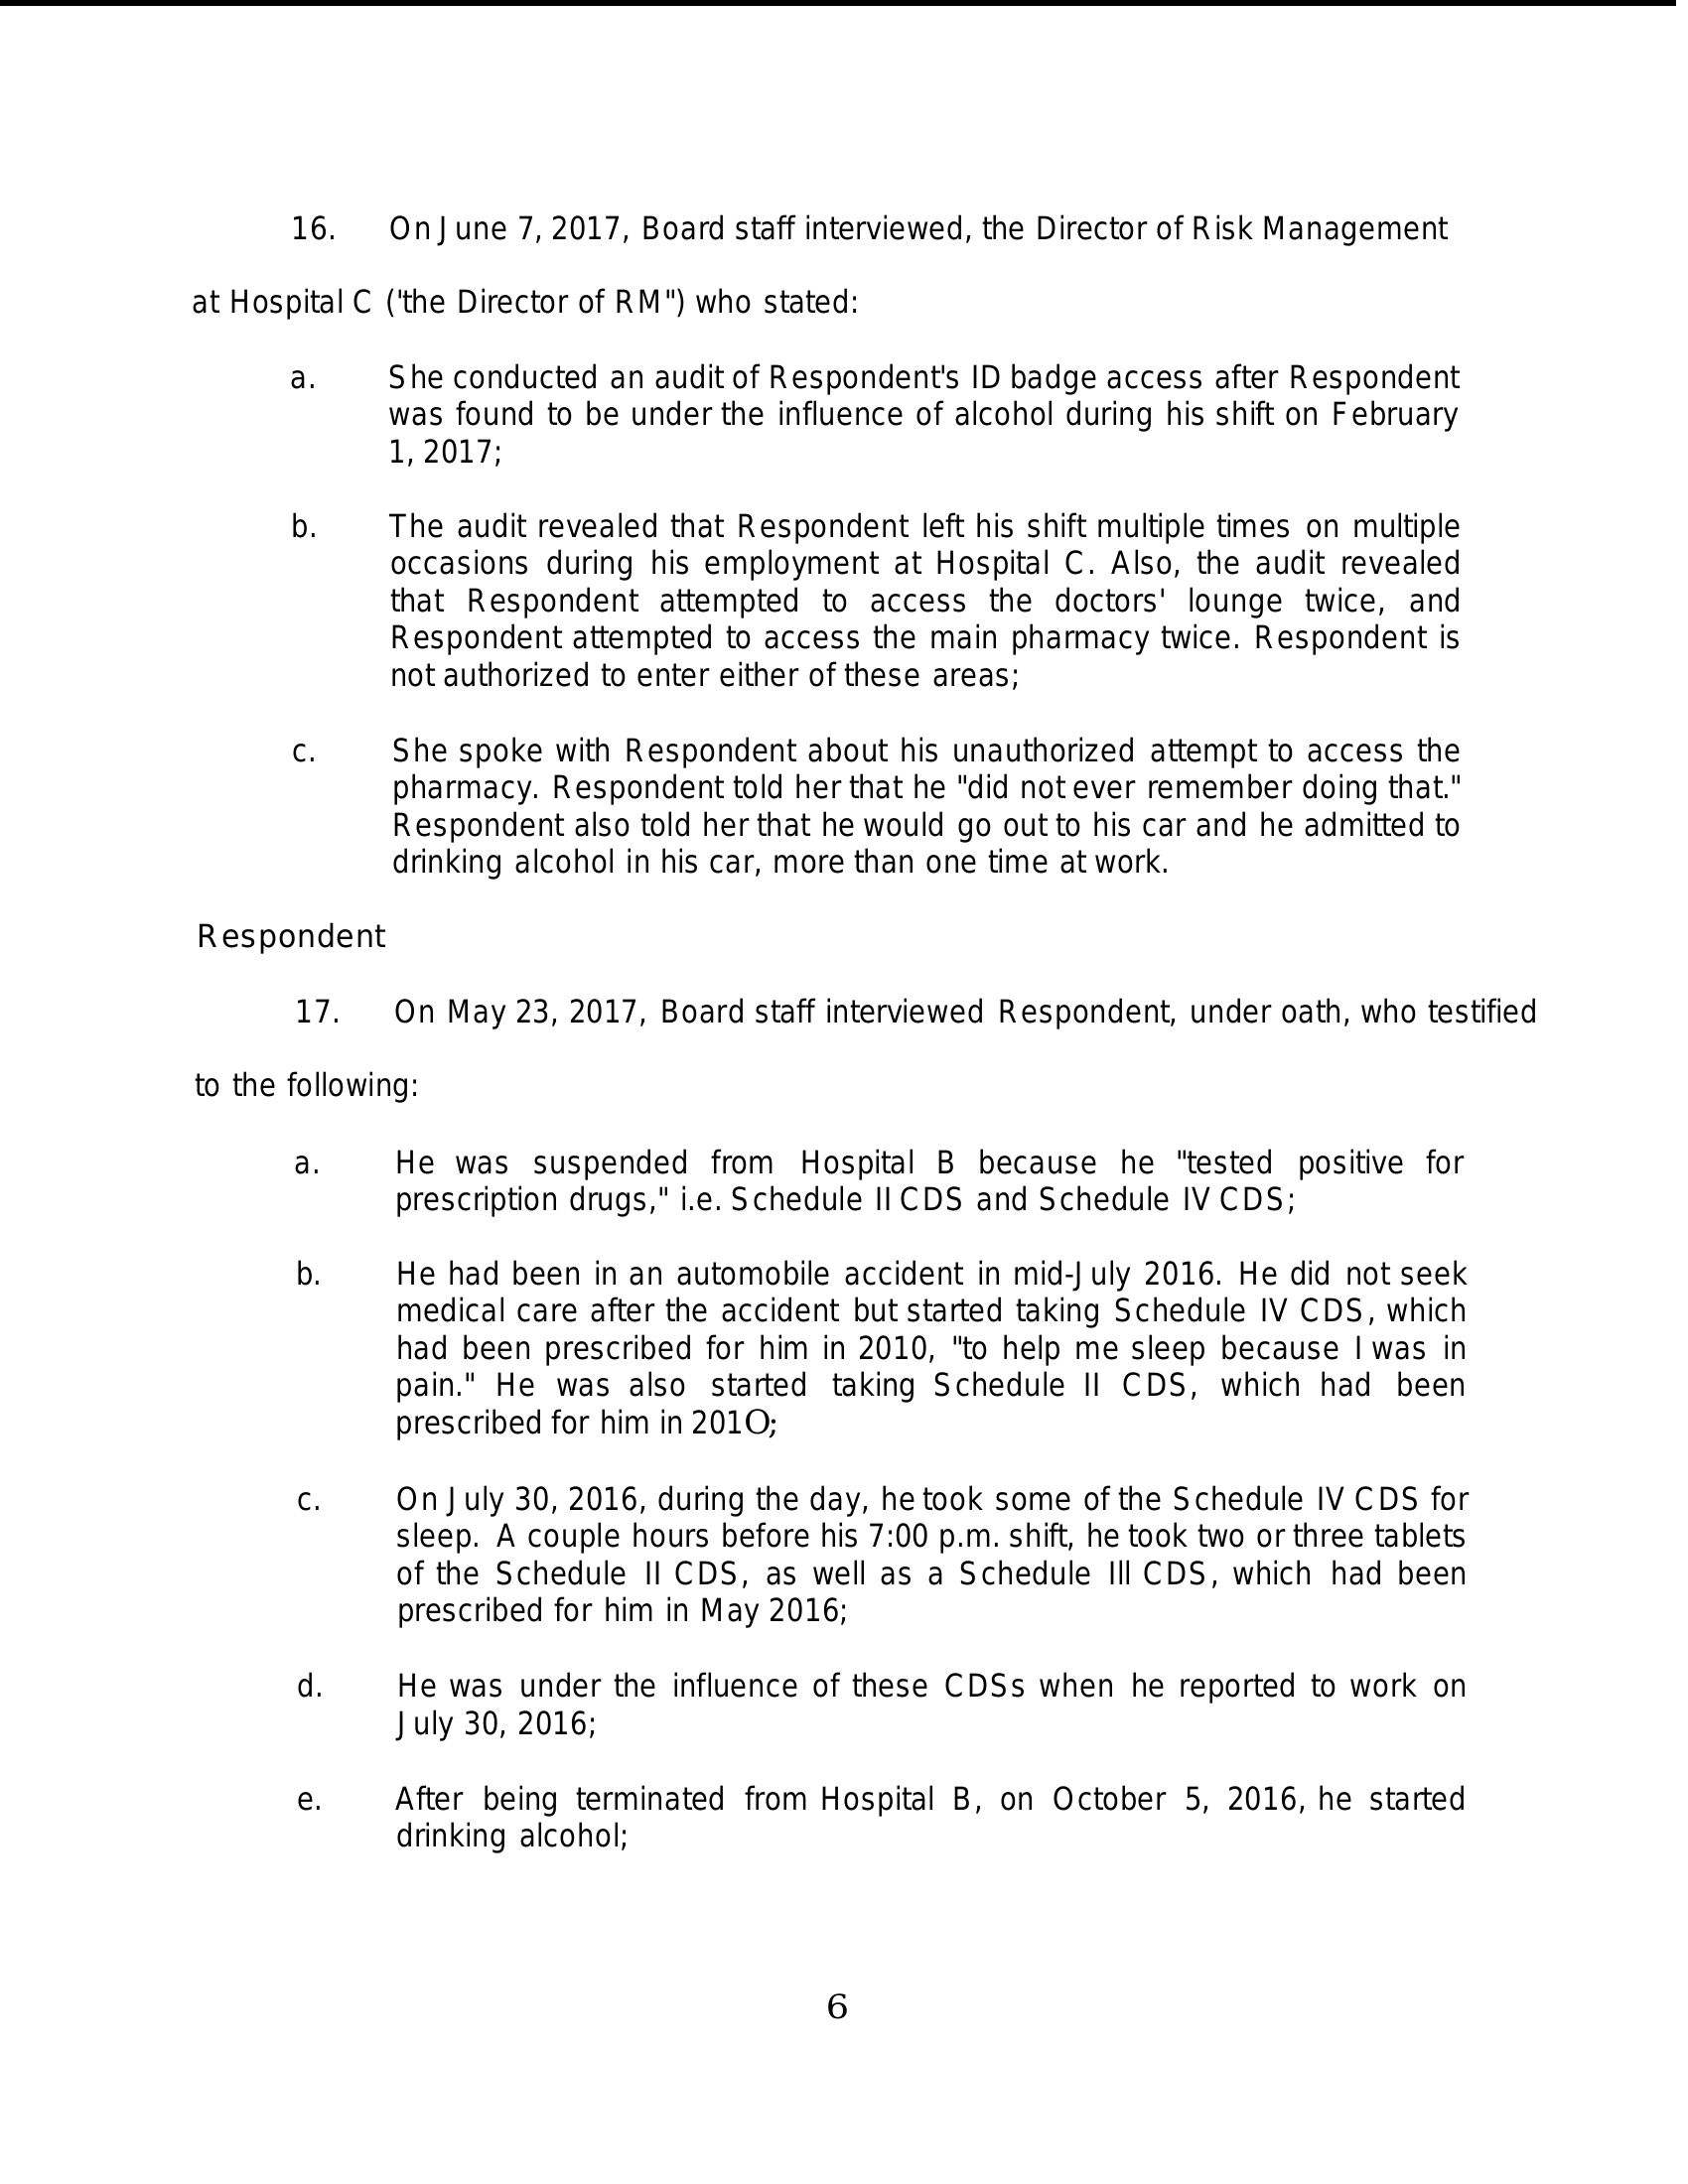 16. On June 7, 2017, Board staff interviewed, the Director of Risk Management
at Hospital C ('the Director of RM") who stated:
a. She conducted an audit of Respondent's ID badge access after Respondent
was found to be under the influence of alcohol during his shift on February
1, 2017;
b. The audit revealed that Respondent left his shift multiple times on multiple
occasions during his employment at Hospital C. Also, the audit revealed
that Respondent attempted to access the doctors' lounge twice, and
Respondent attempted to access the main pharmacy twice. Respondent is
not authorized to enter either of these areas;
c. She spoke with Respondent about his unauthorized attempt to access the
pharmacy. Respondent told her that he "did not ever remember doing that."
Respondent also told her that he would go out to his car and he admitted to
drinking alcohol in his car, more than one time at work.
Respondent
17. On May 23, 2017, Board staff interviewed Respondent, under oath, who testified
to the following:
a. He was suspended from Hospital B because he "tested positive for
prescription drugs," i.e. Schedule II CDS and Schedule IV CDS;
b. He had been in an automobile accident in mid-July 2016. He did not seek
medical care after the accident but started taking Schedule IV CDS, which
had been prescribed for him in 2010, "to help me sleep because I was in
pain." He was also started taking Schedule II CDS, which had been
prescribed for him in 201O;
c. On July 30, 2016, during the day, he took some of the Schedule IV CDS for
sleep. A couple hours before his 7:00 p.m. shift, he took two or three tablets
of the Schedule II CDS, as well as a Schedule Ill CDS, which had been
prescribed for him in May 2016;
d. He was under the influence of these CDSs when he reported to work on
July 30, 2016;
e. After being terminated from Hospital B, on October 5, 2016, he started
drinking alcohol;
6